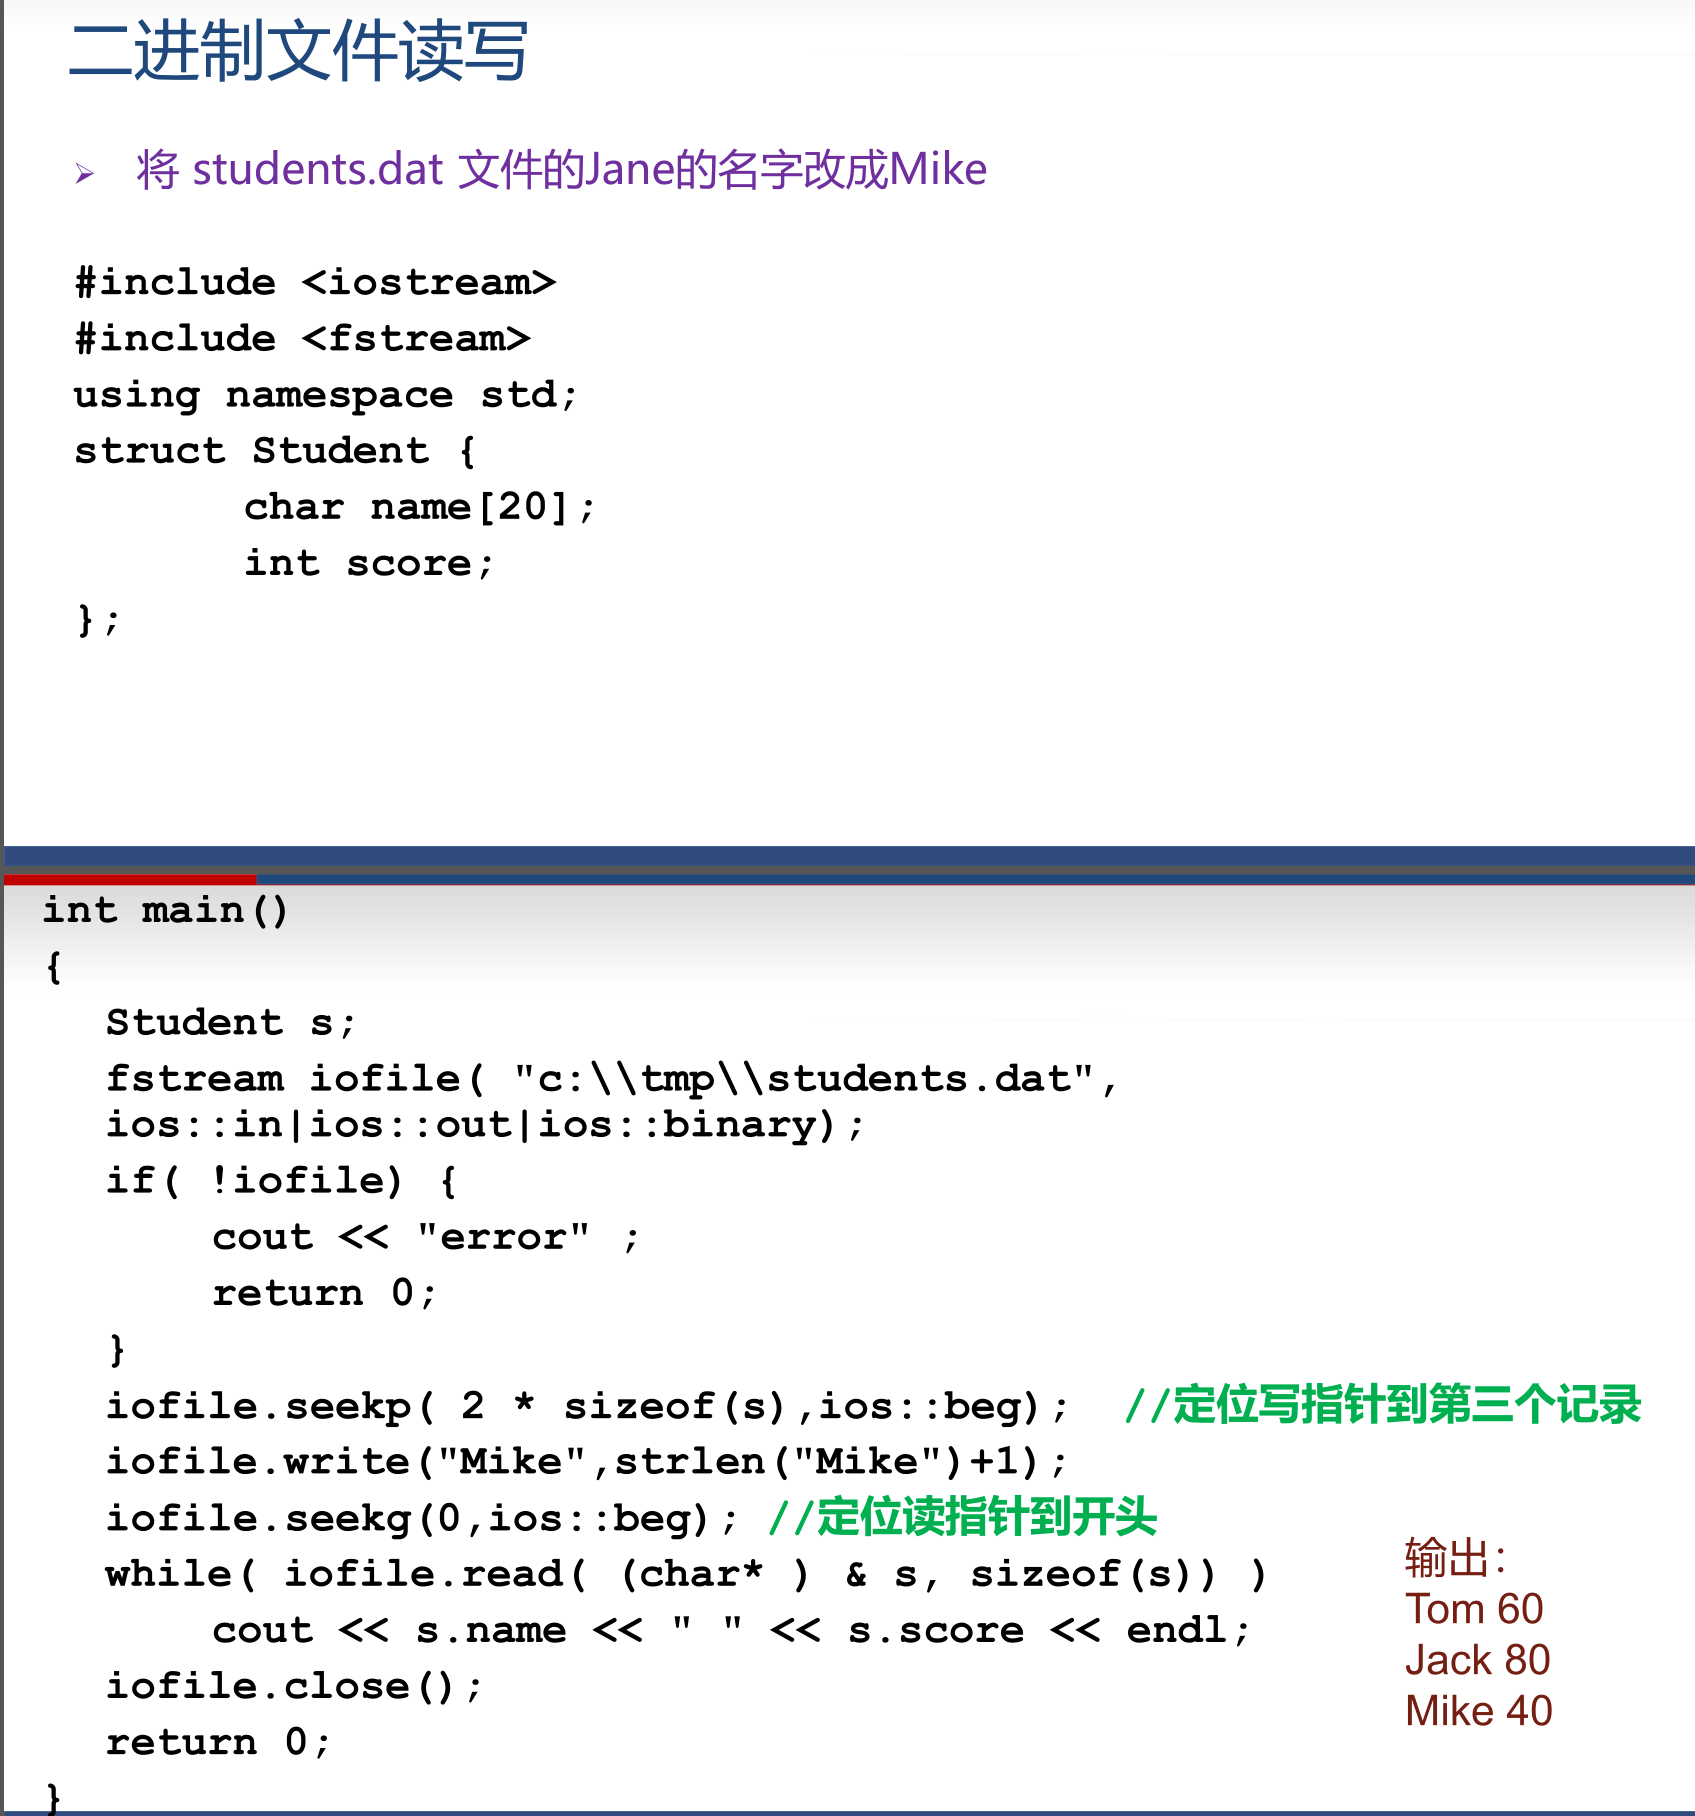 二进制文件读写
将 students.dat 文件的Jane的名字改成Mike
#include <iostream>
#include <fstream>
using namespace std;
struct Student {
char name[20];
int score;
};
int main()
{
Student s;
fstream iofile( "c:\\tmp\\students.dat",
ios::in|ios::out|ios::binary);
if( !iofile) {
cout << "error" ;
return 0;
}
iofile.seekp( 2 * sizeof(s),ios::beg); //定位写指针到第三个记录
iofile.write("Mike",strlen("Mike")+1);
iofile.seekg(0,ios::beg); //定位读指针到开头
while( iofile.read( (char* ) & s, sizeof(s)) )
cout << s.name << " " << s.score << endl;
iofile.close();
return 0;
}
输出：
Tom 60
Jack 80
Mike 40